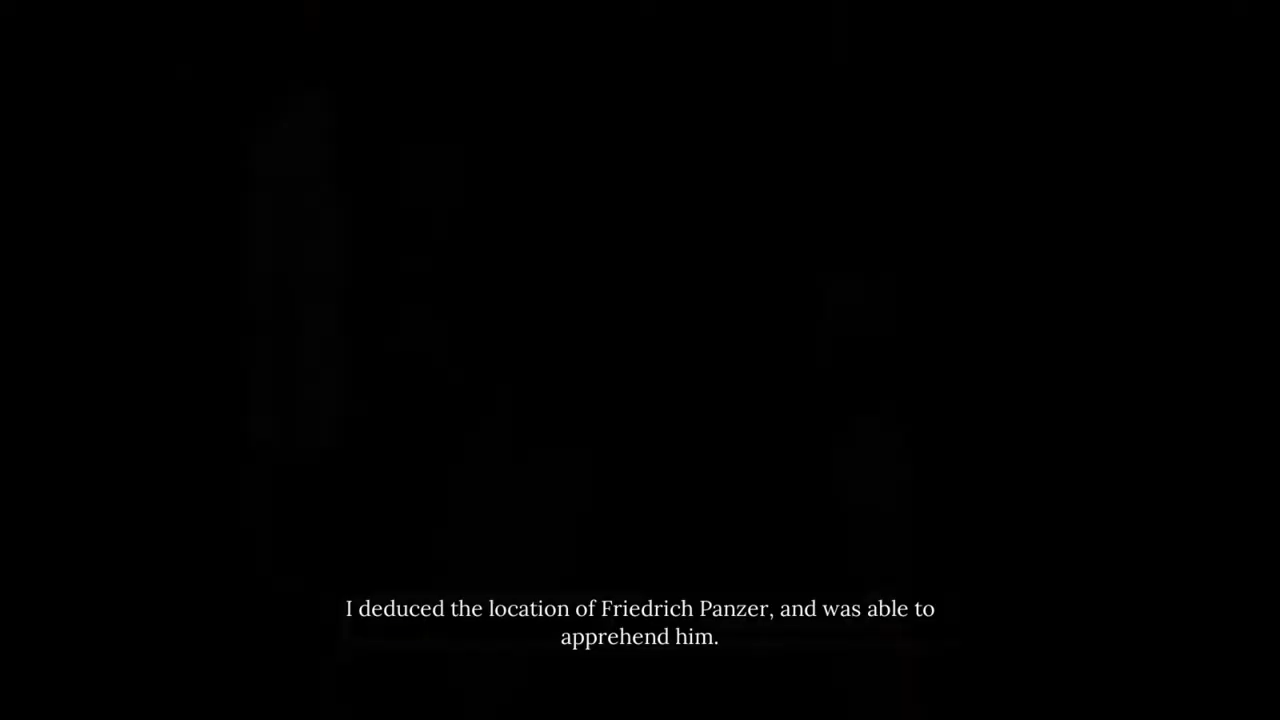 I deduced the location of Friedrich Panzer, and was able to
apprehend him.